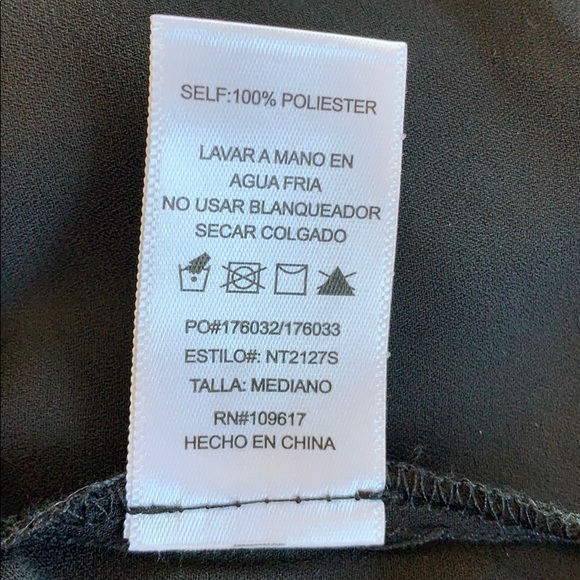 SELF:100% POLIESTER
LAVAR A MANO EN
AGUA FRIA
NO USAR BLANQUEADOR
SECAR COLGADO
PO#176032/176033
ESTILO#: NT2127S
TALLA: MEDIANO
RN#109617
HECHO EN CHINA